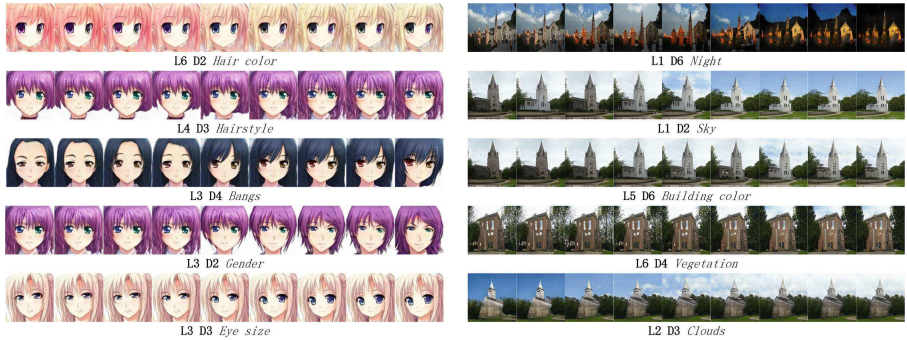 L6 D2 Hair color
L1 D6 Night
L4 D3 Hairstyle
L1 D2 Sky
L3 D4 Bangs
L5 D6 Building color
L3 D2 Gender
L6 D4 Vegetation
L3 D3 Eye size
L2 D3 Clouds